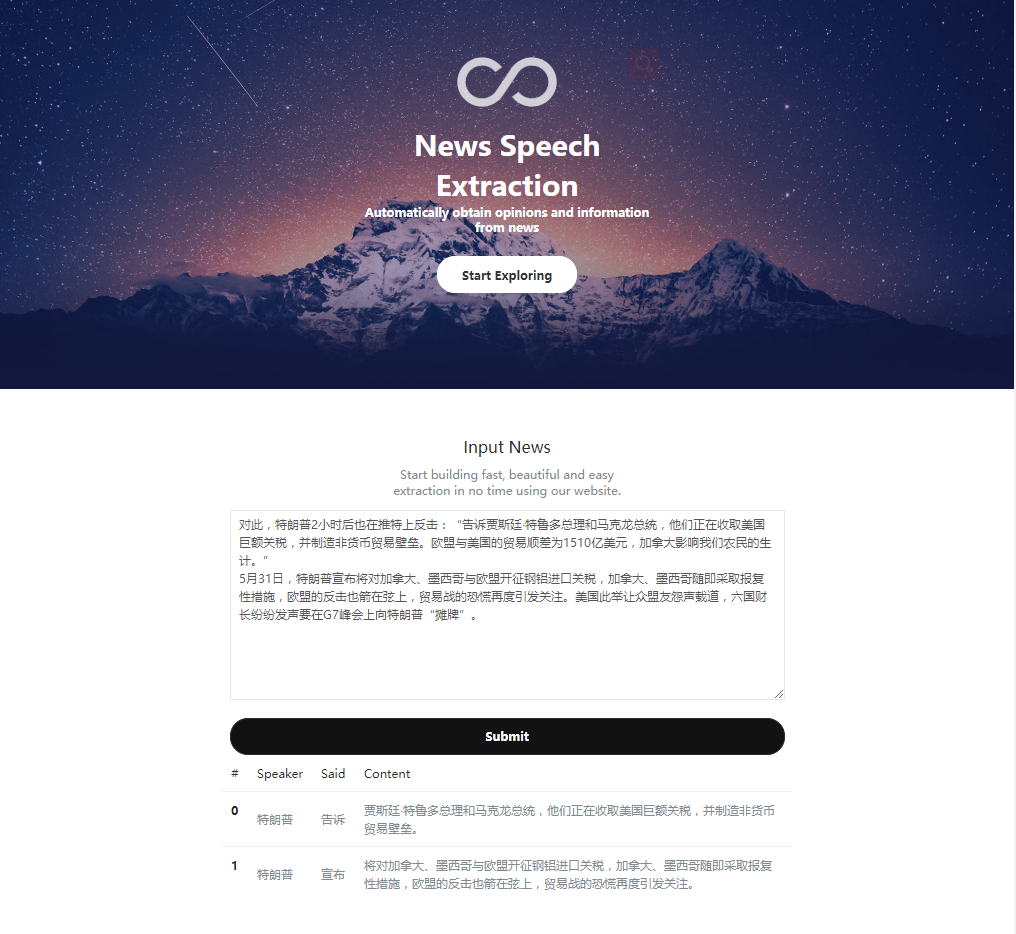 News Speech
Extraction
Automatically obtain opinions and information
from news
Start Exploring
Input News
Start building fast, beautiful and easy
extraction in no time using our website.
对此，特朗普2小时后也在推特上反击：“告诉贾斯廷·特鲁多总理和马克龙总统，他们正在收取美国
巨额关税，并制造非货币贸易壁垒。欧盟与美国的贸易顺差为1510亿美元，加拿大影响我们农民的生
计。”
5月31日，特朗普宣布将对加拿大、墨西哥与欧盟开征钢铝进口关税，加拿大、墨西哥随即采取报复
性措施，欧盟的反击也箭在弦上，贸易战的恐慌再度引发关注。美国此举让众盟友怨声载道，六国财
长纷纷发声要在G7峰会上向特朗普“摊牌”。
Submit
# Speaker Said Content
0 特朗普 告诉 贾斯廷·特鲁多总理和马克龙总统，他们正在收取美国巨额关税，并制造非货币
贸易壁垒。
1 特朗普 宣布 将对加拿大、墨西哥与欧盟开征钢铝进口关税，加拿大、墨西哥随即采取报复
性措施，欧盟的反击也箭在弦上，贸易战的恐慌再度引发关注。